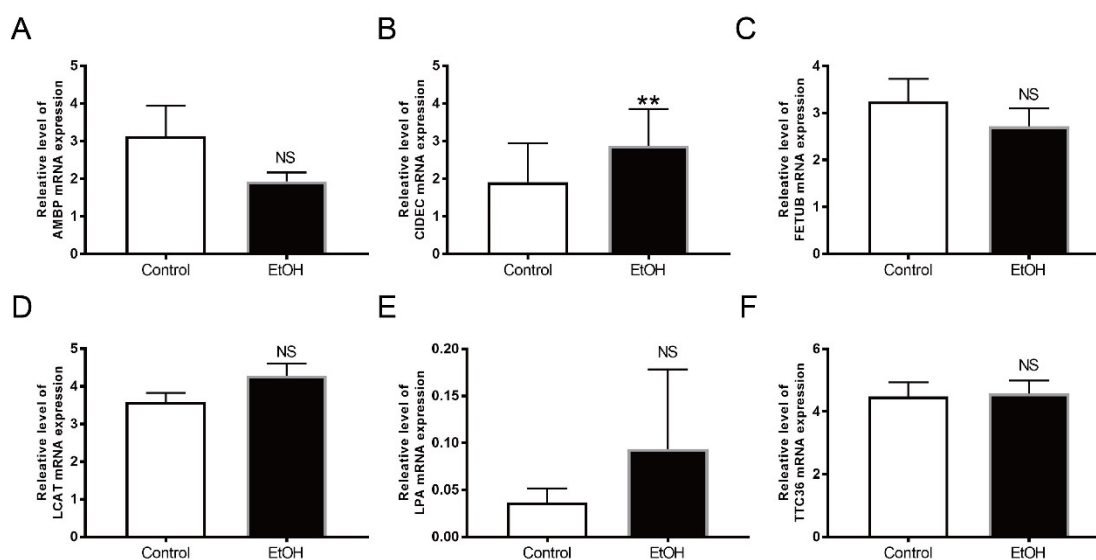 A
Releative level of
AMBP mRNA expression
5
4
3
2
1
0
NS
Control
EtOH
B
Releative level of
CIDEC mRNA expression
5
4
3
2
1
0
**
Control
EtOH
C
Releative level of
FETUB mRNA expression
4
3
2
1
0
NS
Control
EtOH
D
Releative level of
LCAT mRNA expression
5
4
3
2
1
0
NS
Control
EtOH
E
Releative level of
LPA mRNA expression
0.20
0.15
0.10
0.05
0.00
NS
Control
EtOH
F
Releative level of
TTC36 mRNA expression
6
4
2
0
NS
Control
EtOH